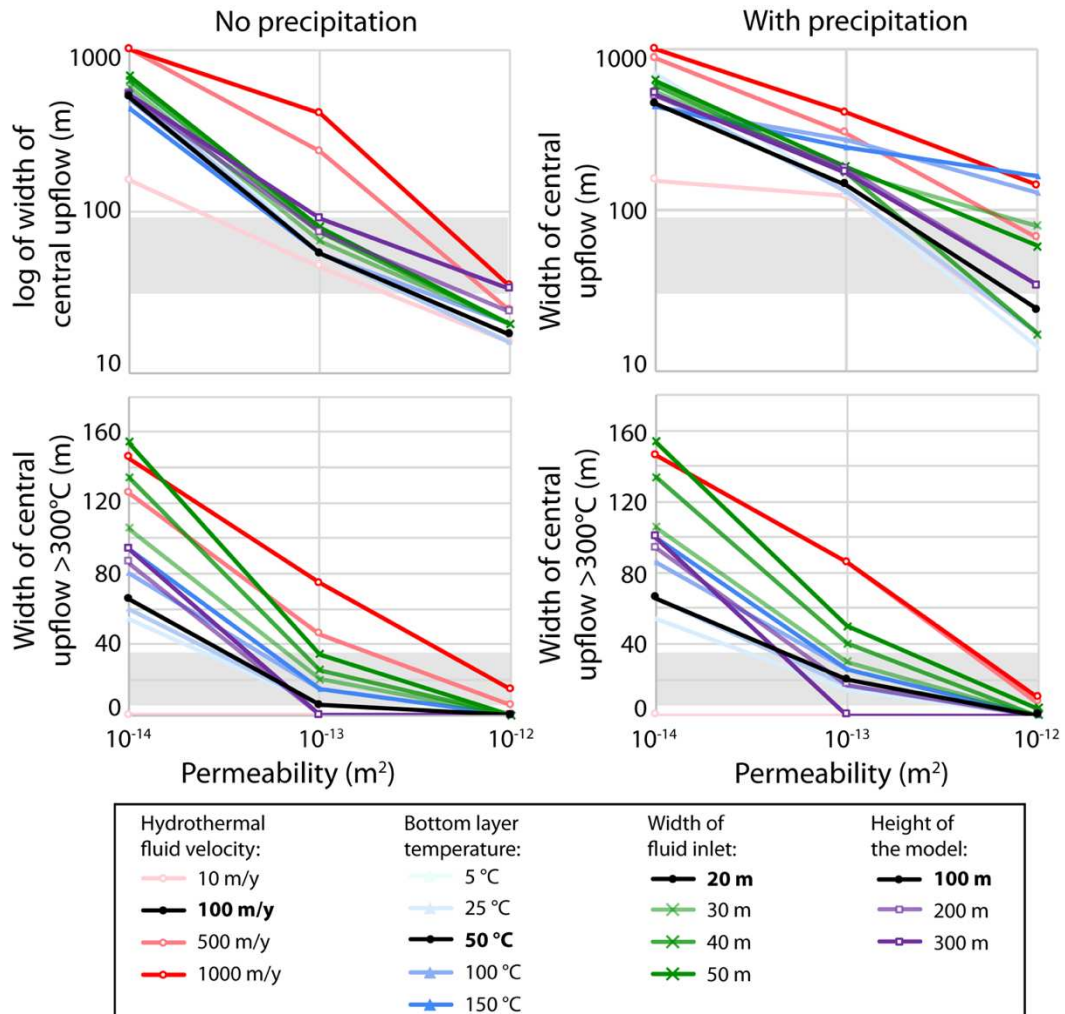 No precipitation
With precipitation
log of width of
central upflow (m)
1000
100
10
Width of central
upflow (m)
1000
100
10
Width of central
upflow >300°C (m)
160
120
80
40
0
10-14
10-13
10-12
Permeability (m2)
Width of central
upflow >300°C (m)
160
120
80
40
0
10-14
10-13
10-12
Permeability (m2)
Hydrothermal
fluid velocity:
10 m/y
100 m/y
500 m/y
1000 m/y
Bottom layer
temperature:
5 °C
25 °C
50 °C
100 °C
150 °C
Width of
fluid inlet:
20 m
30 m
40 m
50 m
Height of
the model:
100 m
200 m
300 m